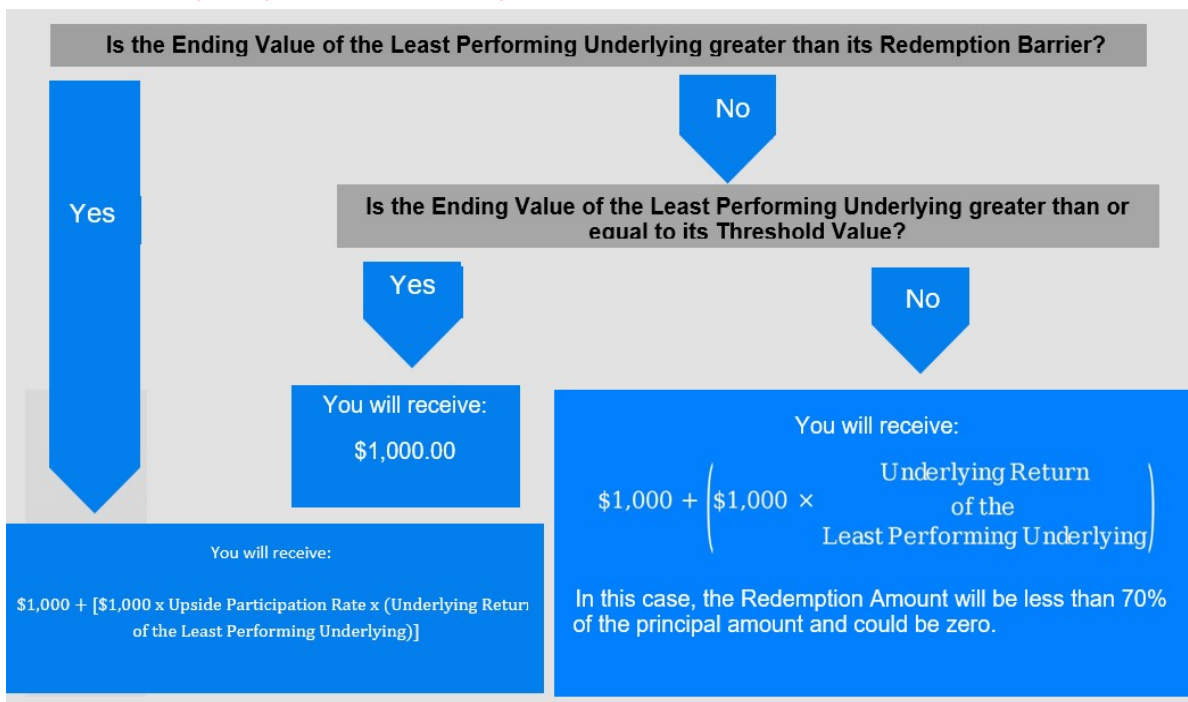 Is the Ending Value of the Least Performing Underlying greater than its Redemption Barrier?
No
Yes
Is the Ending Value of the Least Performing Underlying greater than or
equal to its Threshold Value?
Yes
No
You will receive:
$1,000.00
You will receive:
$1,000 + ($1,000 × Underlying Return
of the
Least Performing Underlying)
In this case, the Redemption Amount will be less than 70%
of the principal amount and could be zero.
You will receive:
$1,000 + [$1,000 x Upside Participation Rate x (Underlying Return
of the Least Performing Underlying)]